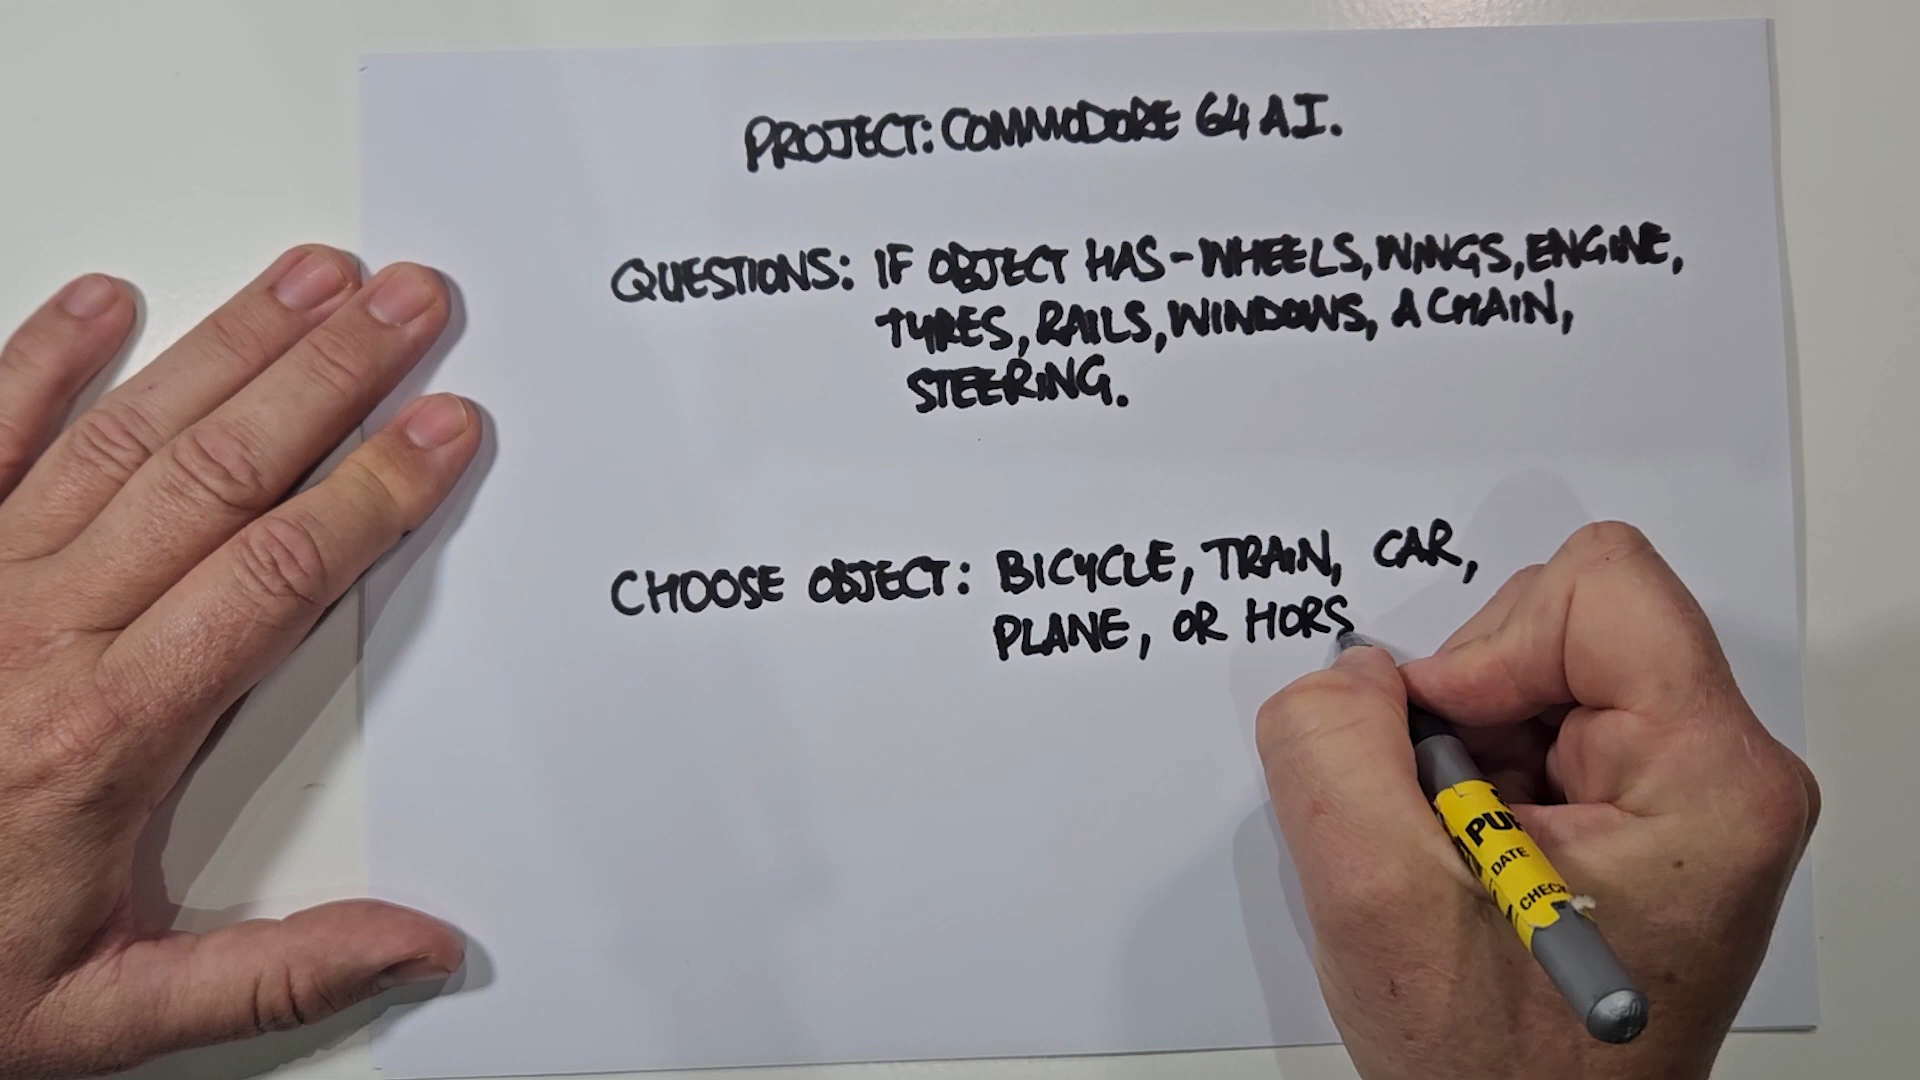 PROJECT: COMMODORE 64 A.I.
QUESTIONS: IF OBJECT HAS - WHEELS, WINGS, ENGINE,
TYRES, RAILS, WINDOWS, A CHAIN,
STEERING.
CHOOSE OBJECT: BICYCLE, TRAIN, CAR,
PLANE, OR HORS
DATE